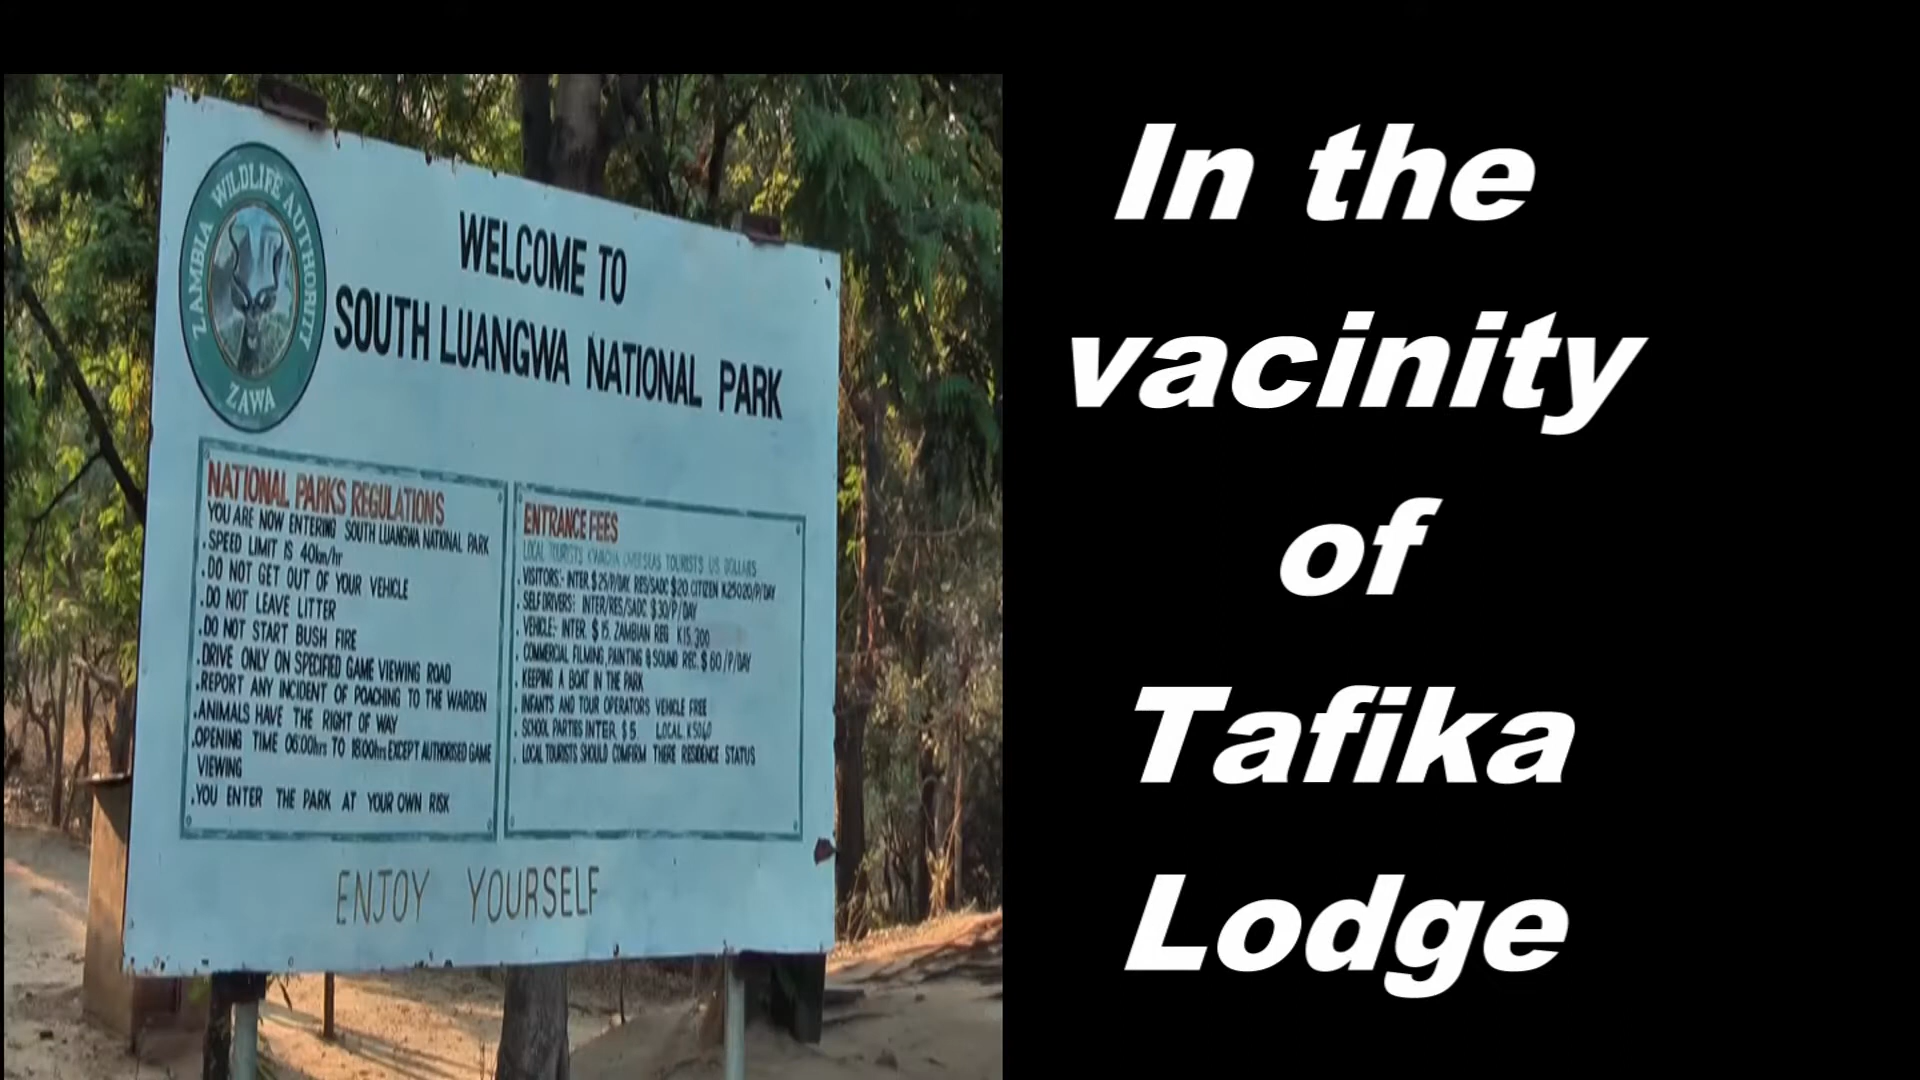 ZAMBIA WILDLIFE AUTHORITY
ZAWA
WELCOME TO
SOUTH LUANGWA NATIONAL PARK
NATIONAL PARKS REGULATIONS
YOU ARE NOW ENTERING SOUTH LUANGWA NATIONAL PARK
.SPEED LIMIT IS 40km/hr
.DO NOT GET OUT OF YOUR VEHICLE
.DO NOT LEAVE LITTER
.DO NOT START BUSH FIRE
.DRIVE ONLY ON SPECIFIED GAME VIEWING ROAD
.REPORT ANY INCIDENT OF POACHING TO THE WARDEN
.ANIMALS HAVE THE RIGHT OF WAY
.OPENING TIME 06:00hrs TO 18:00hrs EXCEPT AUTHORISED GAME
VIEWING
.YOU ENTER THE PARK AT YOUR OWN RISK
ENTRANCE FEES
LOCAL TOURISTS KWACHA OVERSEAS TOURISTS US DOLLARS
. VISITORS:- INTER $25/P/DAY. RES/SADC $20. CITIZEN K25020/P/DAY
. SELF DRIVERS: INTER/RES/SADC $30/P/DAY
. VEHICLE:- INTER. $15. ZAMBIAN REG K15.300
. COMMERCIAL FILMING, PAINTING & SOUND REC. $60/P/DAY
. KEEPING A BOAT IN THE PARK
. INFANTS AND TOUR OPERATORS VEHICLE FREE
. SCHOOL PARTIES INTER $5. LOCAL
. LOCAL TOURISTS SHOULD CONFIRM THERE RESIDENCE STATUS
ENJOY YOURSELF
In the
vacinity
of
Tafika
Lodge